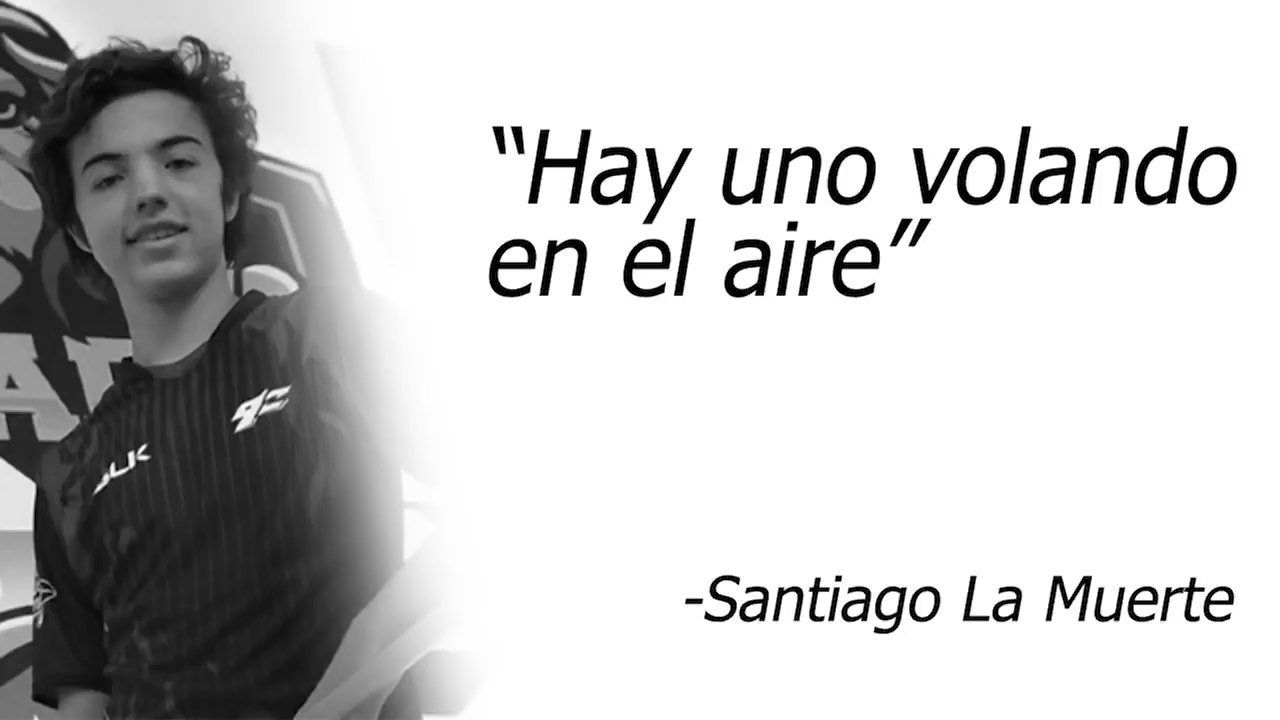 “Hay uno volando
en el aire”
-Santiago La Muerte